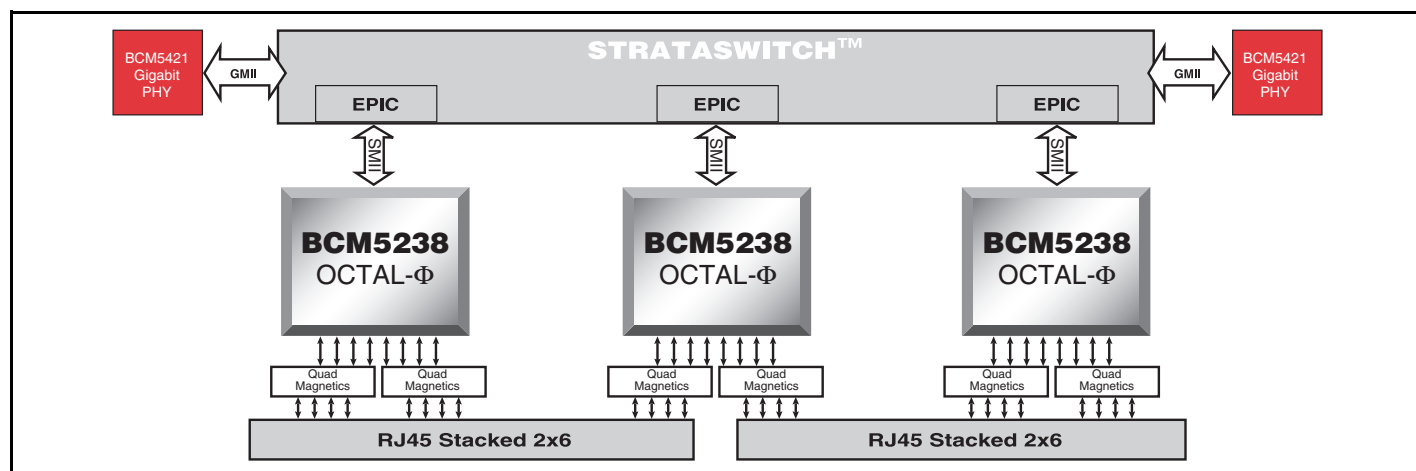 STRATASWITCH™
BCM5421
Gigabit
PHY
GMII
GMII
BCM5421
Gigabit
PHY
EPIC
EPIC
EPIC
SMII
SMII
SMII
BCM5238
OCTAL-Φ
BCM5238
OCTAL-Φ
BCM5238
OCTAL-Φ
Quad
Magnetics
Quad
Magnetics
Quad
Magnetics
Quad
Magnetics
Quad
Magnetics
Quad
Magnetics
RJ45 Stacked 2x6
RJ45 Stacked 2x6